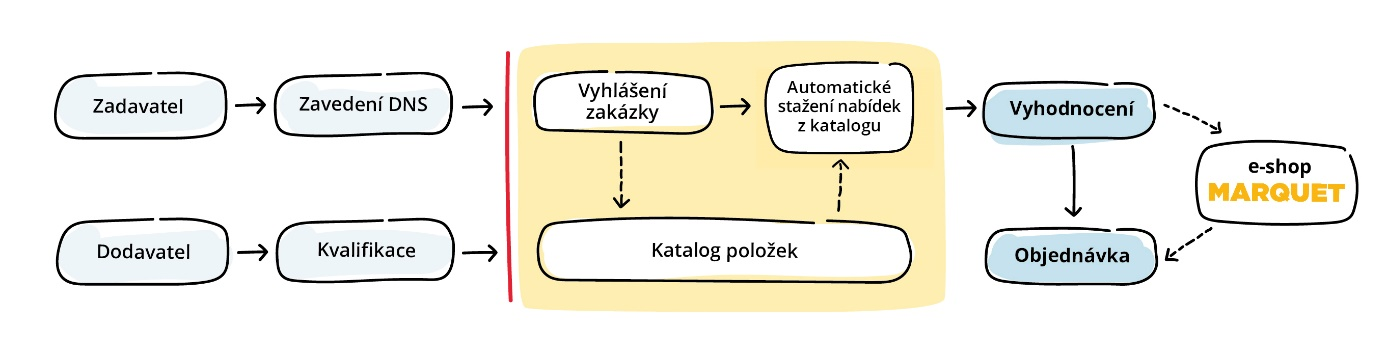 Zadavatel
Zavedení DNS
Vyhlášení
zakázky
Automatické
stažení nabídek
z katalogu
Vyhodnocení
e-shop
MARQUET
Dodavatel
Kvalifikace
Katalog položek
Objednávka